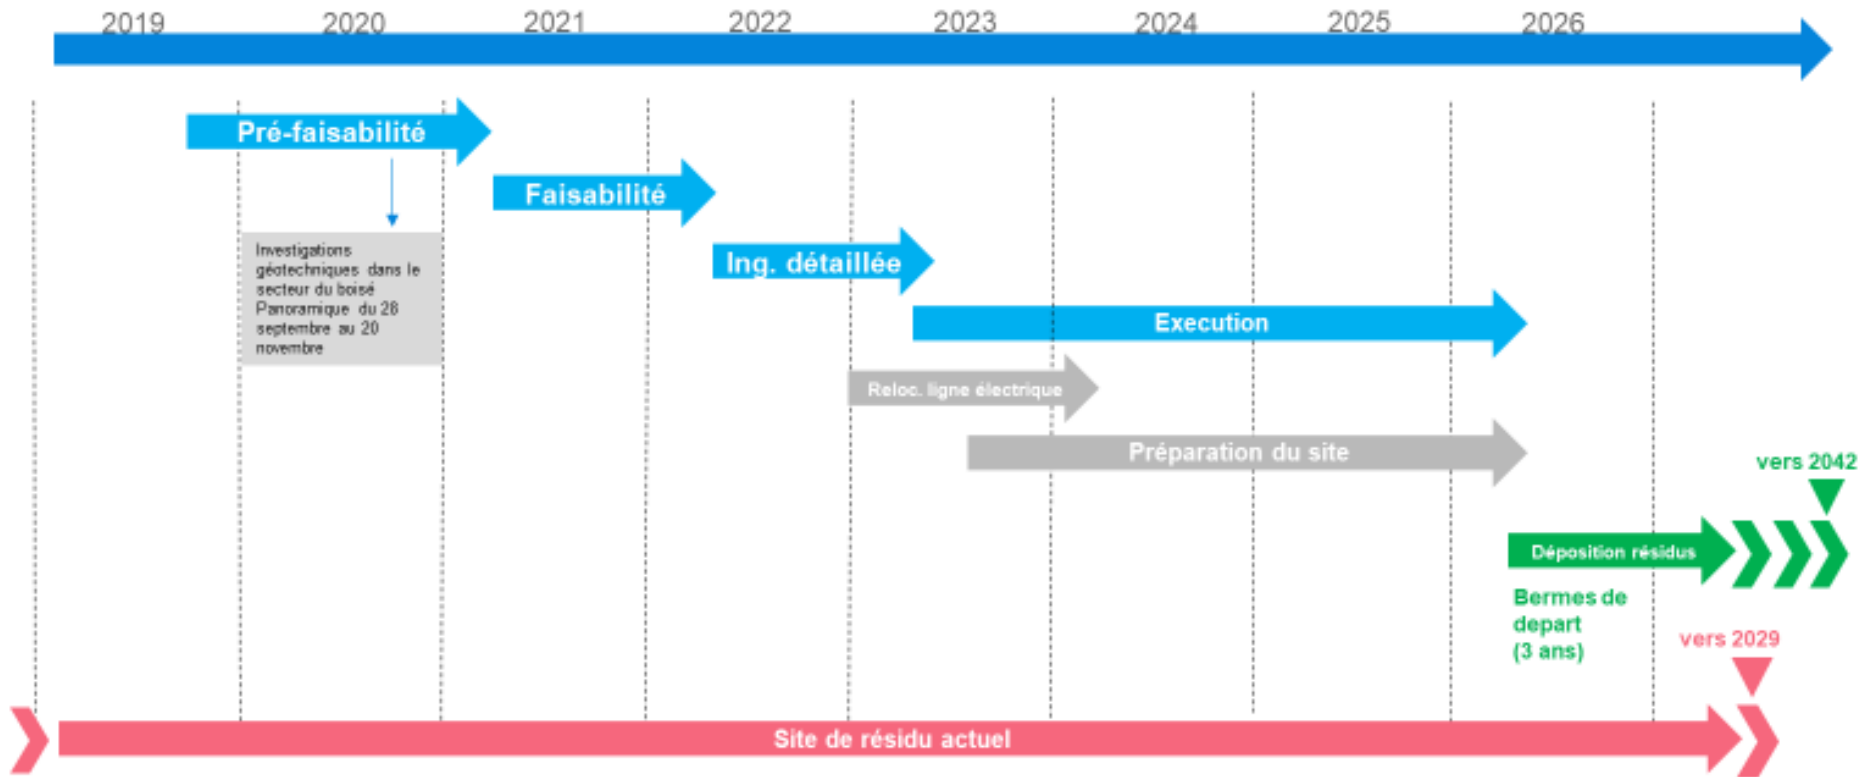 2019 2020 2021 2022 2023 2024 2025 2026
Pré-faisabilité
Faisabilité
Investigations
géotechniques dans le
secteur du boisé
Panoramique du 28
septembre au 20
novembre
Ing. détaillée
Execution
Reloc. ligne électrique
Préparation du site
vers 2042
Déposition résidus
Bermes de
depart
(3 ans)
vers 2029
Site de résidu actuel